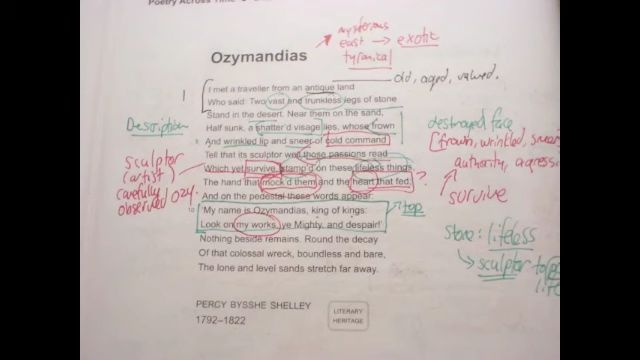 Poetry Across Time
mysterious
east → exotic
tyranical
Ozymandias
old, aged, valued.
1
I met a traveller from an antique land
Who said: Two vast and trunkless legs of stone
Stand in the desert. Near them on the sand,
Description
Half sunk, a shatter'd visage lies, whose frown
destroyed face
5 And wrinkled lip and sneer of cold command
[frown, wrinkled, sneer
Tell that its sculptor well those passions read
authority, aggressi
sculptor
(artist)
carefully
observed Ozy.
Which yet survive, stamp'd on these lifeless things,
The hand that mock'd them and the heart that fed;
?
survive
And on the pedestal these words appear:
10 'My name is Ozymandias, king of kings:
top
Look on my works, ye Mighty, and despair!'
stone: lifeless
Nothing beside remains. Round the decay
Of that colossal wreck, boundless and bare,
↳ sculptor
The lone and level sands stretch far away.
PERCY BYSSHE SHELLEY
1792–1822
LITERARY
HERITAGE